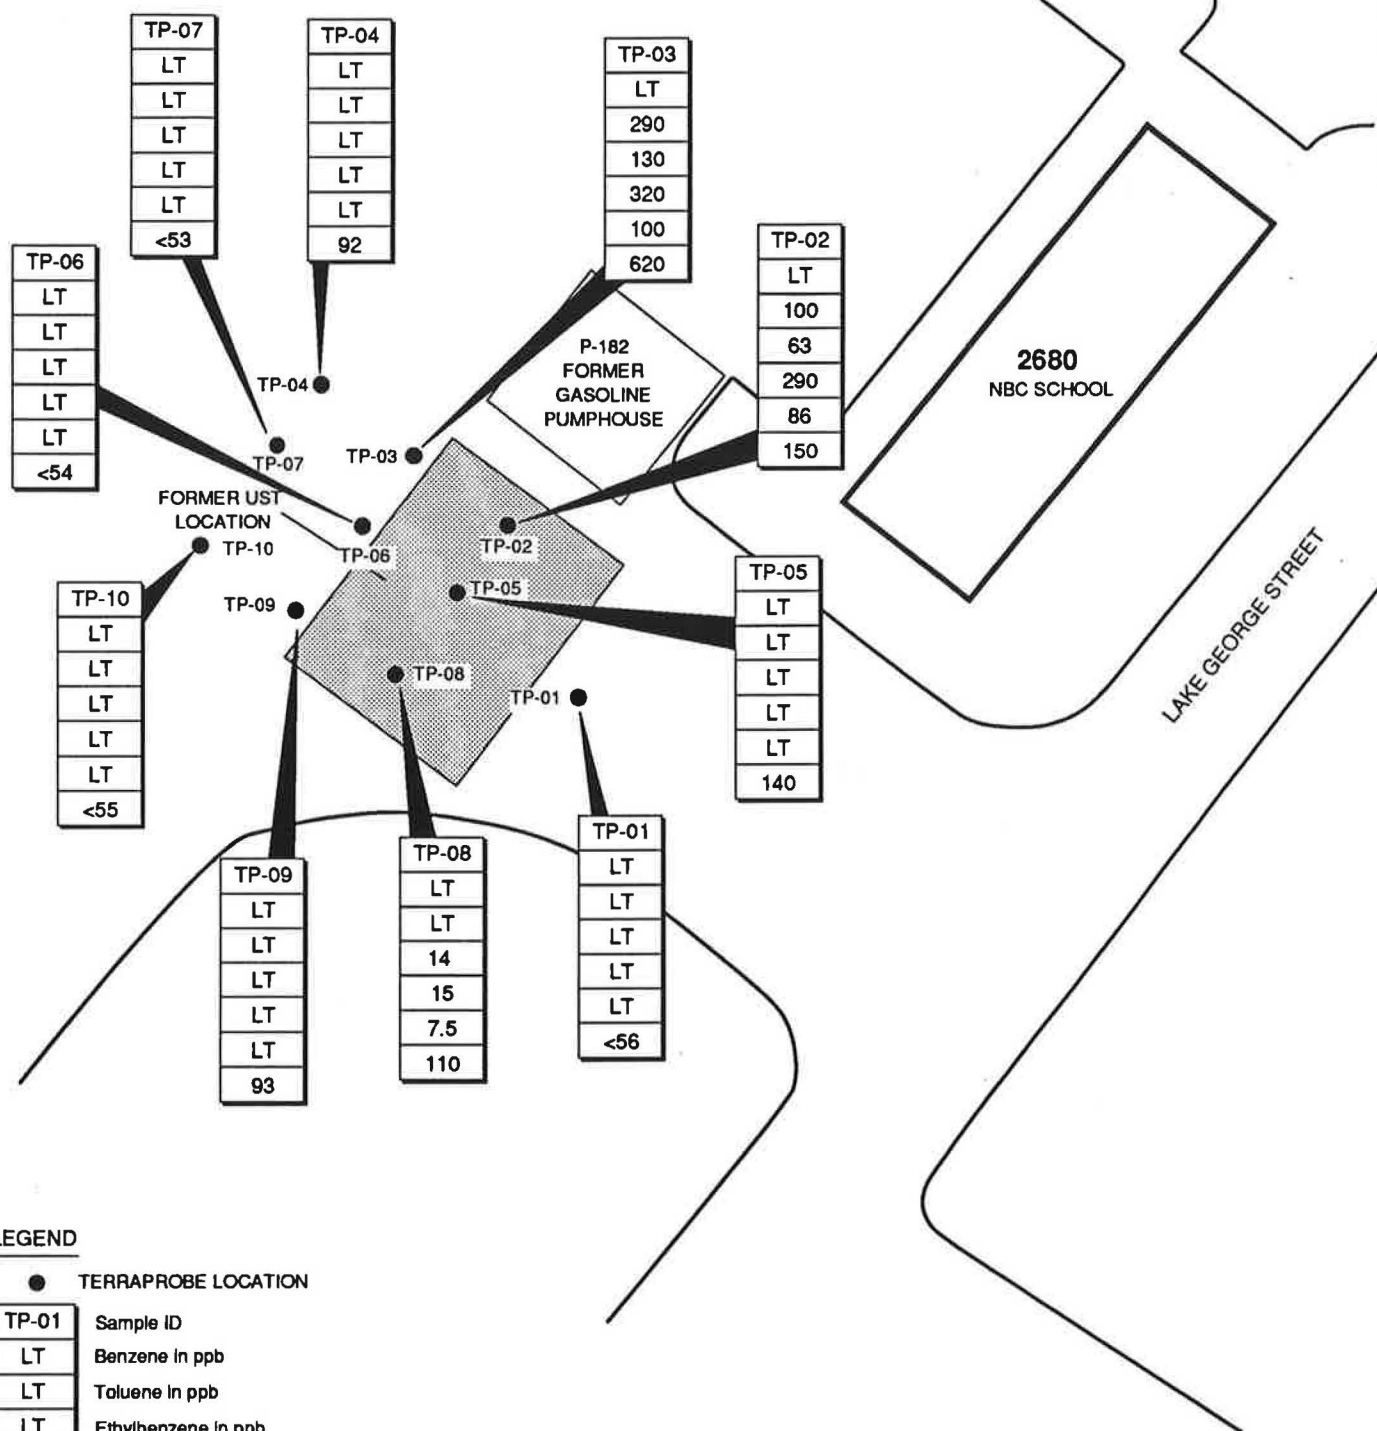 TP-07
LT
LT
LT
LT
LT
<53
TP-04
LT
LT
LT
LT
LT
92
TP-03
LT
290
130
320
100
620
TP-02
LT
100
63
290
86
150
TP-06
LT
LT
LT
LT
LT
<54
P-182
FORMER
GASOLINE
PUMPHOUSE
2680
NBC SCHOOL
TP-04
TP-07
TP-03
FORMER UST
LOCATION
TP-06
TP-02
TP-10
TP-05
TP-09
TP-08
TP-01
LAKE GEORGE STREET
TP-10
LT
LT
LT
LT
LT
<55
TP-05
LT
LT
LT
LT
LT
140
TP-09
LT
LT
LT
LT
LT
93
TP-08
LT
LT
14
15
7.5
110
TP-01
LT
LT
LT
LT
LT
<56
LEGEND
TERRAPROBE LOCATION
TP-01 Sample ID
LT Benzene in ppb
LT Toluene in ppb
LT Ethylbenzene in ppb